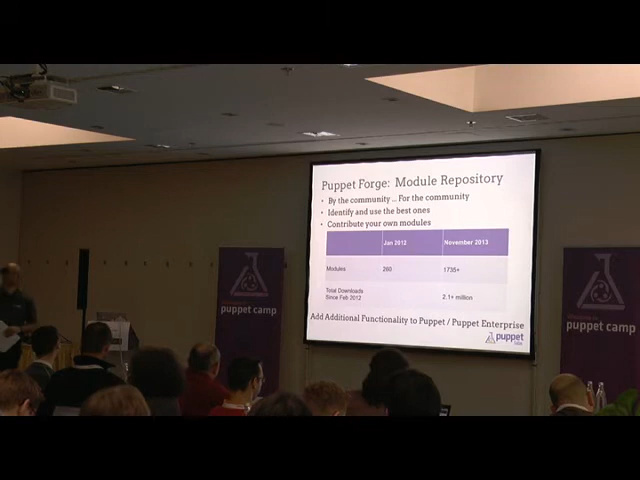 Puppet Forge: Module Repository
• By the community ... For the community
• Identify and use the best ones
• Contribute your own modules
Jun 2012 November 2013
Modules 260 1735+
Total Downloads
Since Feb 2012 2.1+ million
Add Additional Functionality to Puppet / Puppet Enterprise
puppet
labs
puppet camp
puppet camp